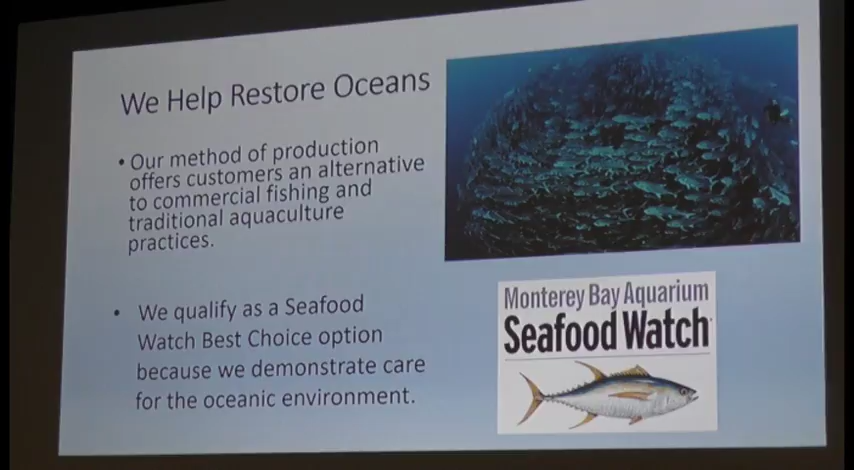 We Help Restore Oceans
• Our method of production
offers customers an alternative
to commercial fishing and
traditional aquaculture
practices.
• We qualify as a Seafood
Watch Best Choice option
because we demonstrate care
for the oceanic environment.
Monterey Bay Aquarium
Seafood Watch